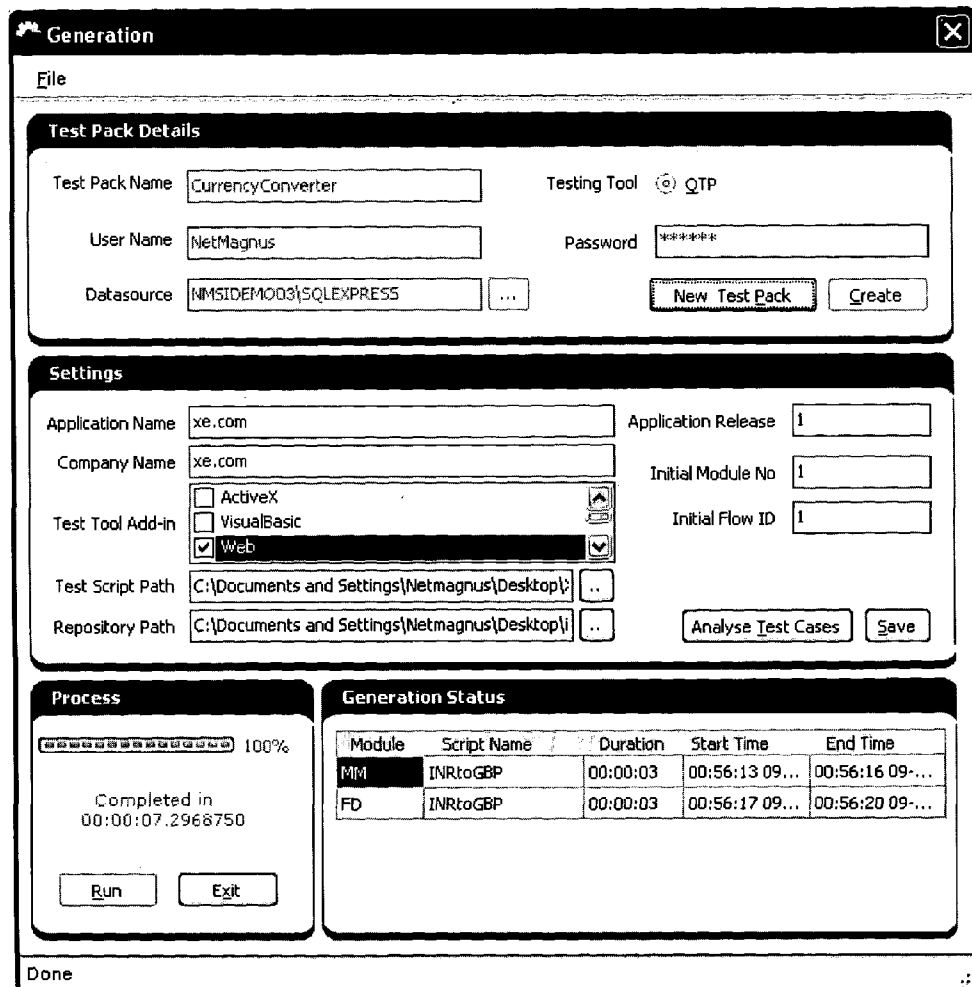 Generation
File
Test Pack Details
Test Pack Name CurrencyConverter Testing Tool QTP
User Name NetMagnus Password ******
Datasource NMSIDEMO03\SQLEXPRESS ... New Test Pack Create
Settings
Application Name xe.com Application Release 1
Company Name xe.com Initial Module No 1
Test Tool Add-in ActiveX
VisualBasic Initial Flow ID 1
Web
Test Script Path C:\Documents and Settings\Netmagnus\Desktop\ ..
Repository Path C:\Documents and Settings\Netmagnus\Desktop\i .. Analyse Test Cases Save
Process
100%
Completed in
00:00:07.2968750
Run Exit
Generation Status
Module Script Name Duration Start Time End Time
MM INRtoGBP 00:00:03 00:56:13 09... 00:56:16 09-...
FD INRtoGBP 00:00:03 00:56:17 09... 00:56:20 09-...
Done